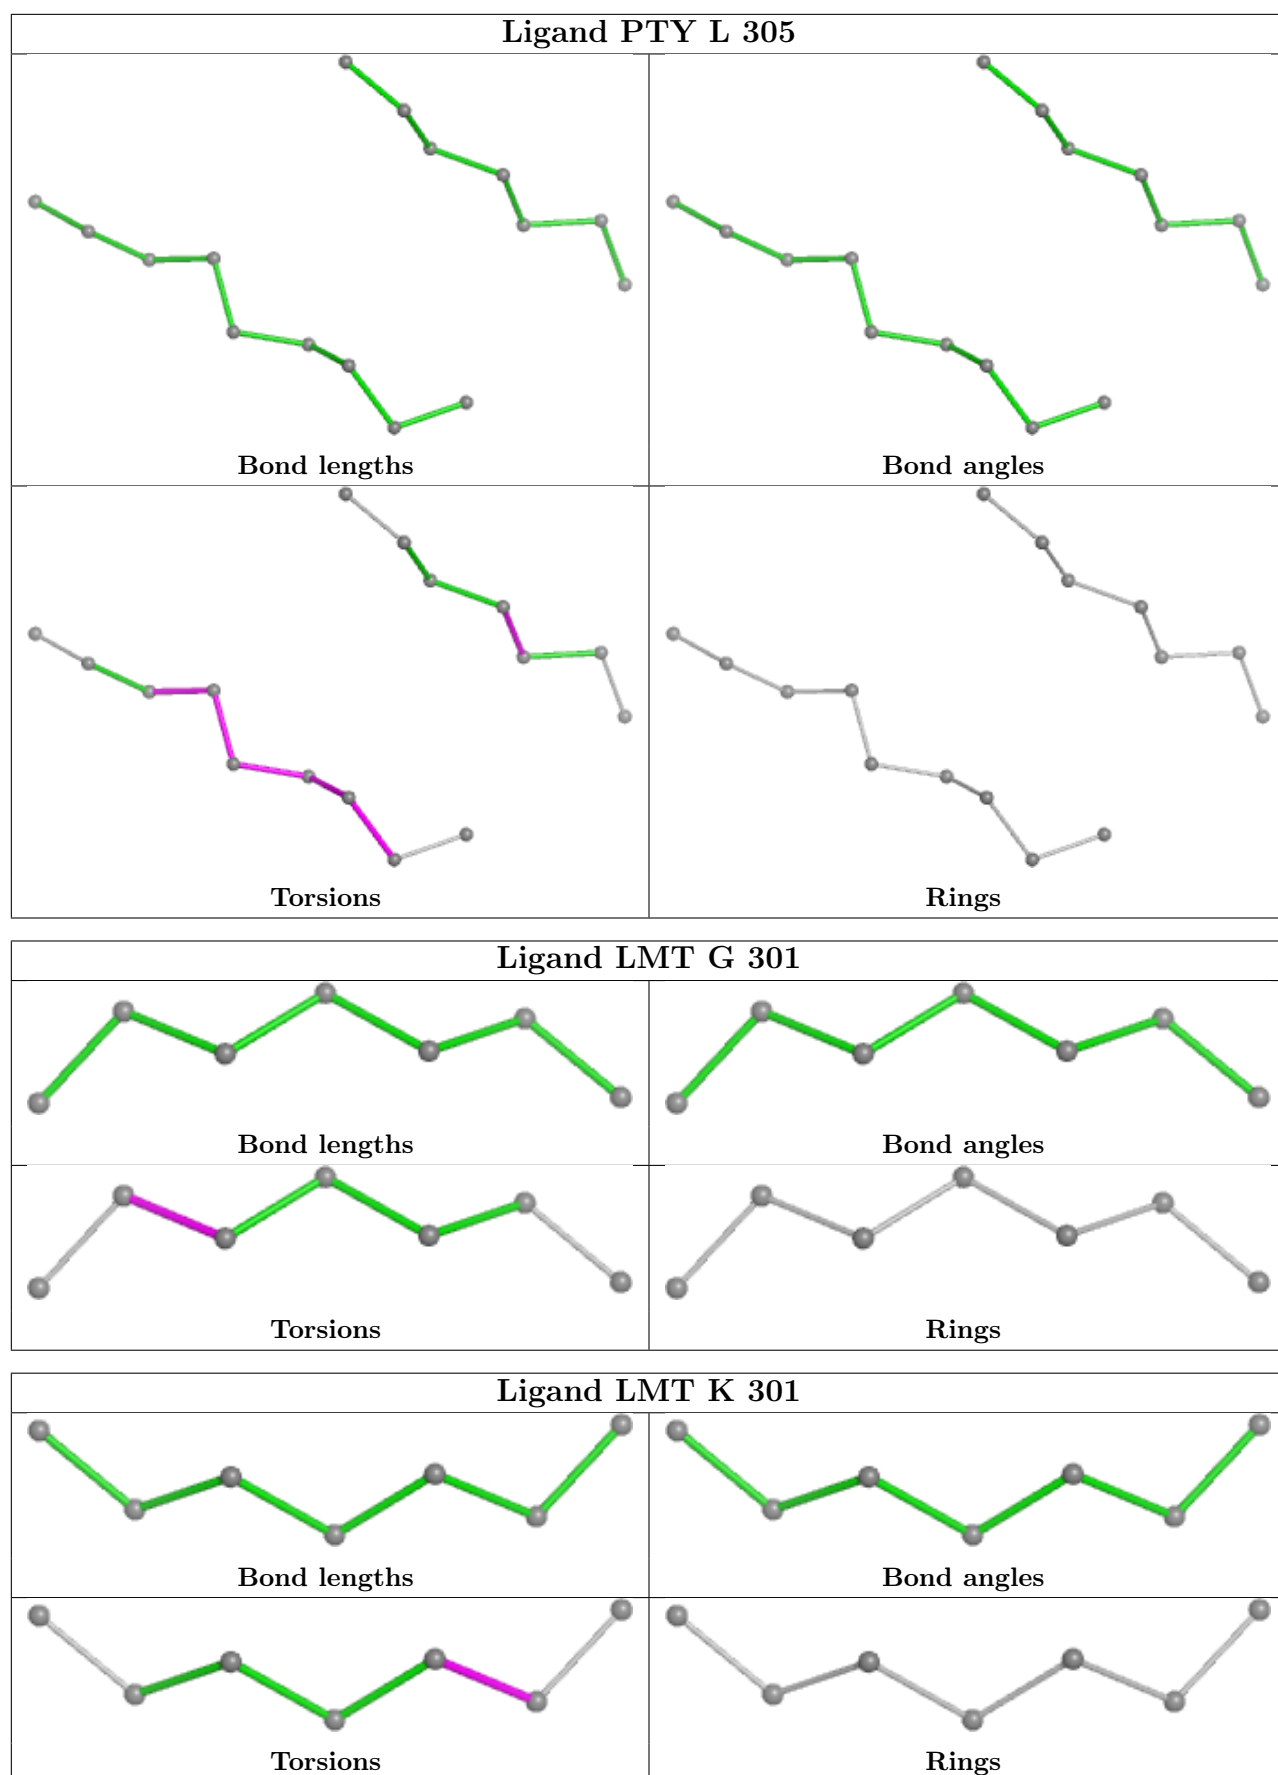 Ligand PTY L 305
Bond lengths
Bond angles
Torsions
Rings
Ligand LMT G 301
Bond lengths
Bond angles
Torsions
Rings
Ligand LMT K 301
Bond lengths
Bond angles
Torsions
Rings